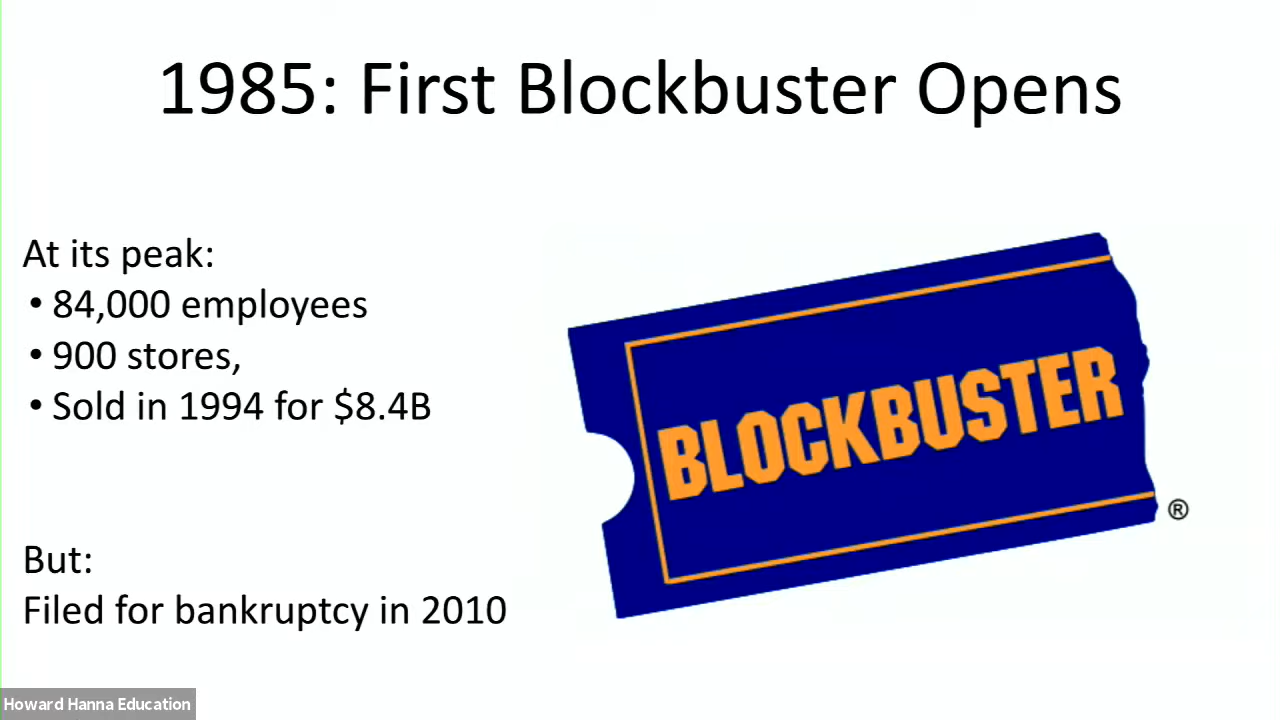 1985: First Blockbuster Opens
At its peak:
• 84,000 employees
• 900 stores,
• Sold in 1994 for $8.4B
BLOCKBUSTER
®
But:
Filed for bankruptcy in 2010
Howard Hanna Education